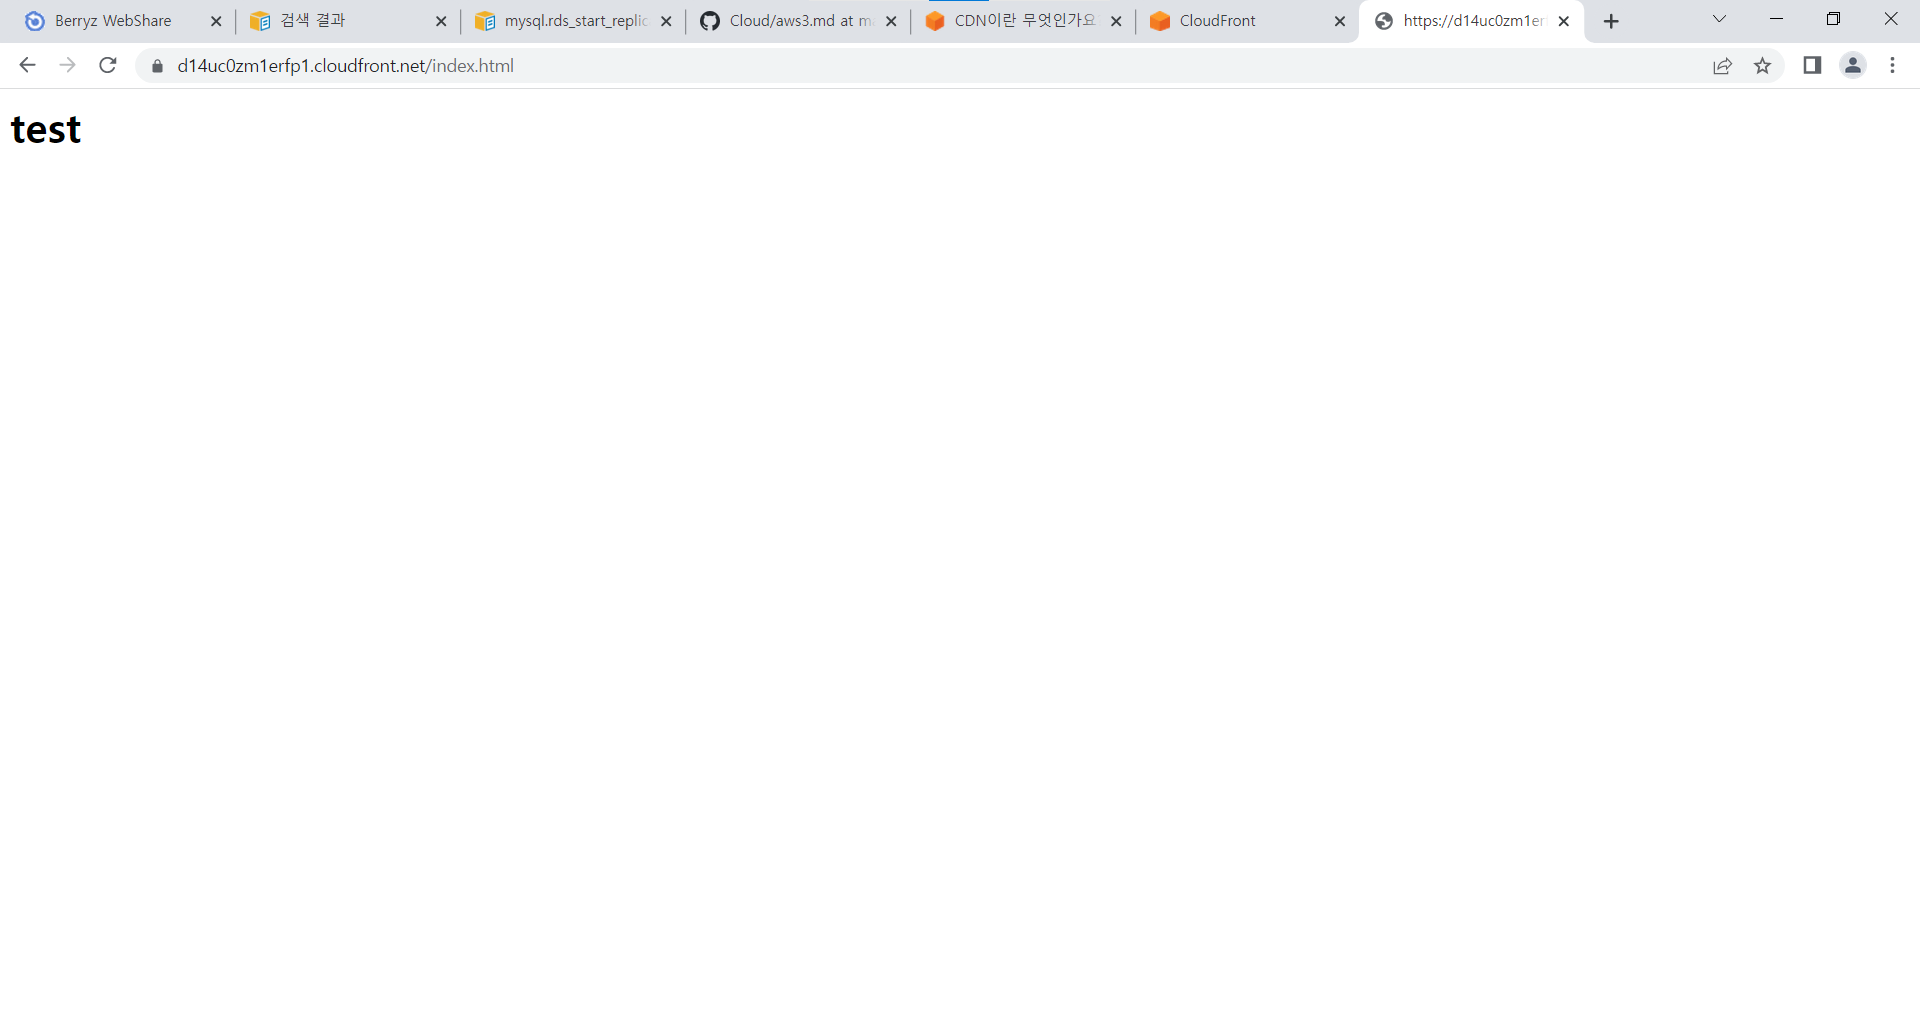 Berryz WebShare
검색 결과
mysql.rds_start_replic
Cloud/aws3.md at ma
CDN이란 무엇인가요
CloudFront
https://d14uc0zm1er
d14uc0zm1erfp1.cloudfront.net/index.html
test